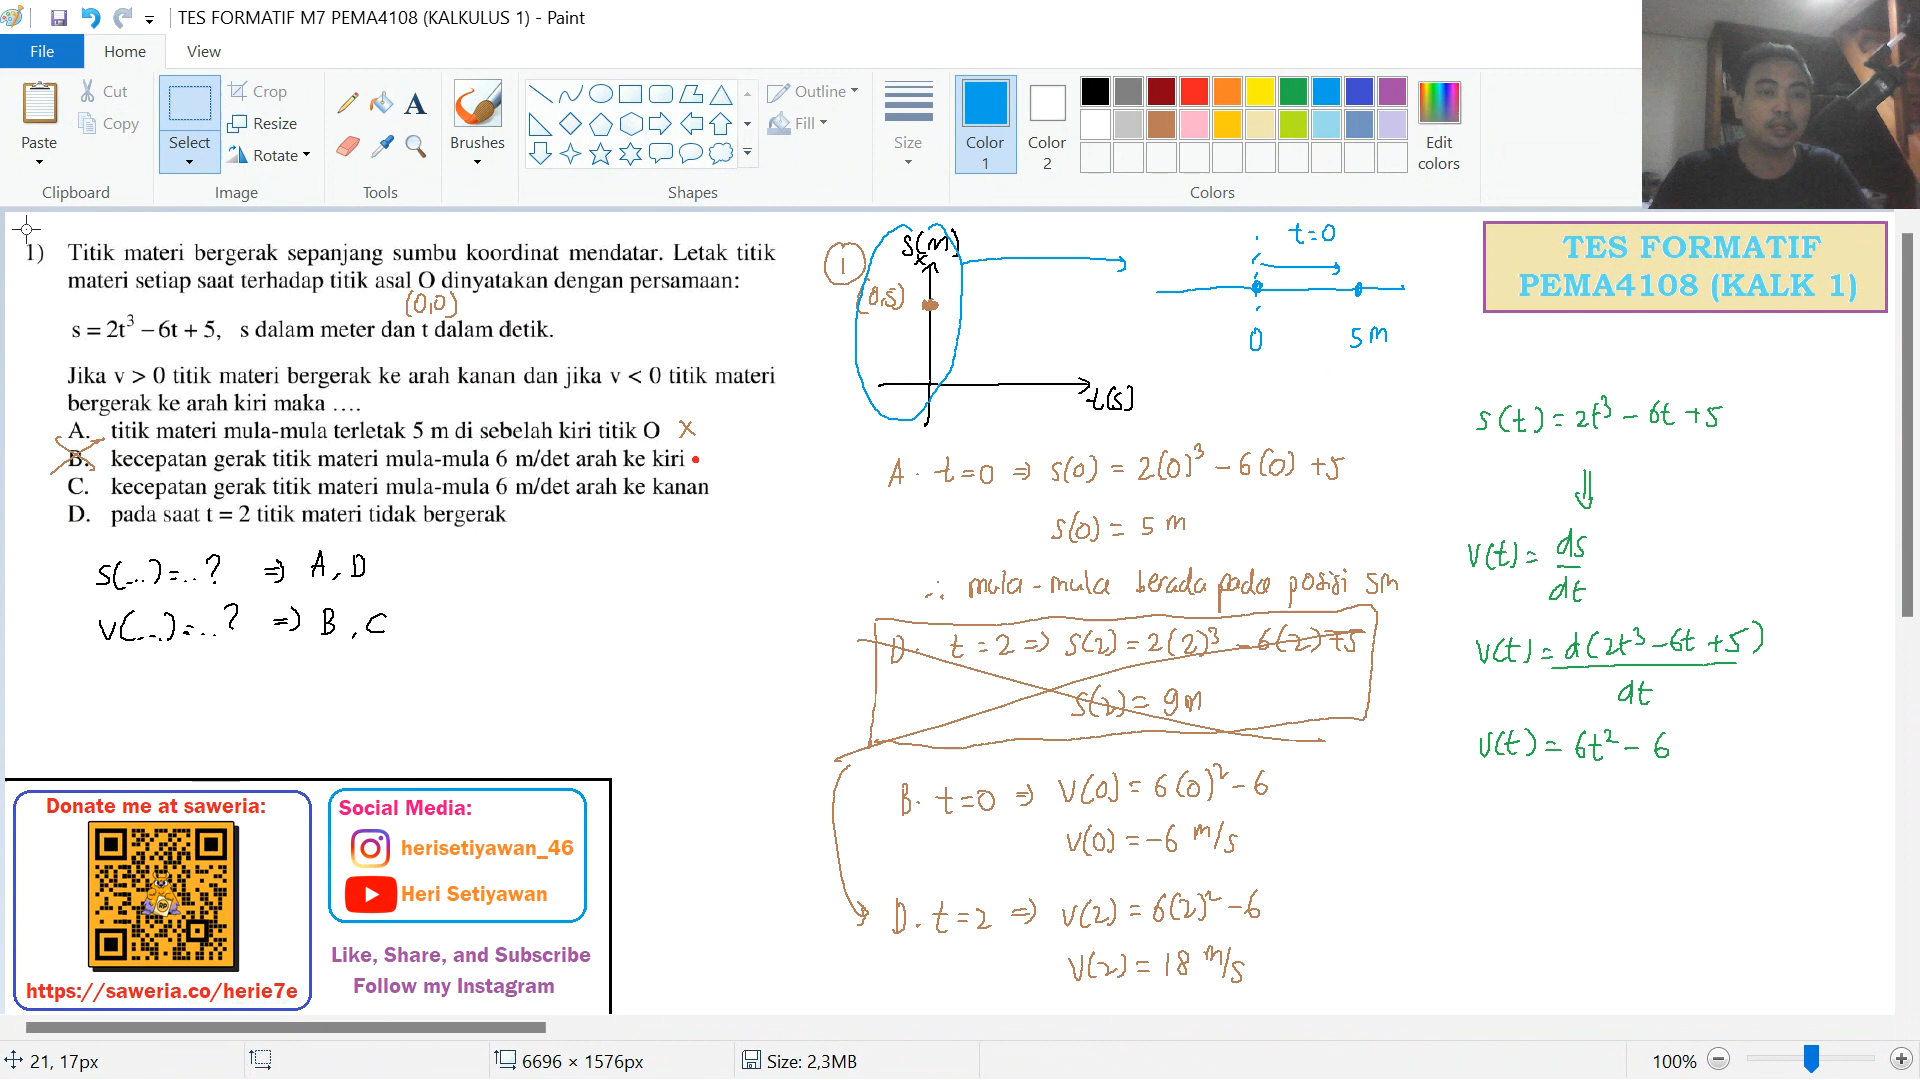 TES FORMATIF M7 PEMA4108 (KALKULUS 1) - Paint
File
Home
View
Paste
Cut
Copy
Clipboard
Select
Crop
Resize
Rotate
Image
Tools
Brushes
Outline
Fill
Shapes
Size
Color 1
Color 2
Edit colors
Colors
1) Titik materi bergerak sepanjang sumbu koordinat mendatar. Letak titik
materi setiap saat terhadap titik asal O dinyatakan dengan persamaan:
(0,0)
s = 2t³ – 6t + 5, s dalam meter dan t dalam detik.
Jika v > 0 titik materi bergerak ke arah kanan dan jika v < 0 titik materi
bergerak ke arah kiri maka ….
A. titik materi mula-mula terletak 5 m di sebelah kiri titik O X
B. kecepatan gerak titik materi mula-mula 6 m/det arah ke kiri
C. kecepatan gerak titik materi mula-mula 6 m/det arah ke kanan
D. pada saat t = 2 titik materi tidak bergerak
s(...)=..? ⇒ A, D
v(...)=..? ⇒ B, C
1
s(m)
x
(0,5)
t(s)
t=0
0
5 m
A. t=0 ⇒ s(0) = 2(0)³ – 6(0) + 5
s(0) = 5 m
∴ mula-mula berada pada posisi 5m
D. t = 2 ⇒ s(2) = 2(2)³ – 6(2) + 5
s(2) = 9m
B. t=0 ⇒ v(0) = 6(0)² – 6
v(0) = –6 m/s
D. t=2 ⇒ v(2) = 6(2)² – 6
v(2) = 18 m/s
TES FORMATIF
PEMA4108 (KALK 1)
s(t) = 2t³ – 6t + 5
⇓
v(t) = ds/dt
v(t) = d(2t³ – 6t + 5)/dt
v(t) = 6t² – 6
Donate me at saweria:
https://saweria.co/herie7e
Social Media:
herisetiyawan_46
Heri Setiyawan
Like, Share, and Subscribe
Follow my Instagram
21, 17px
6696 × 1576px
Size: 2,3MB
100%